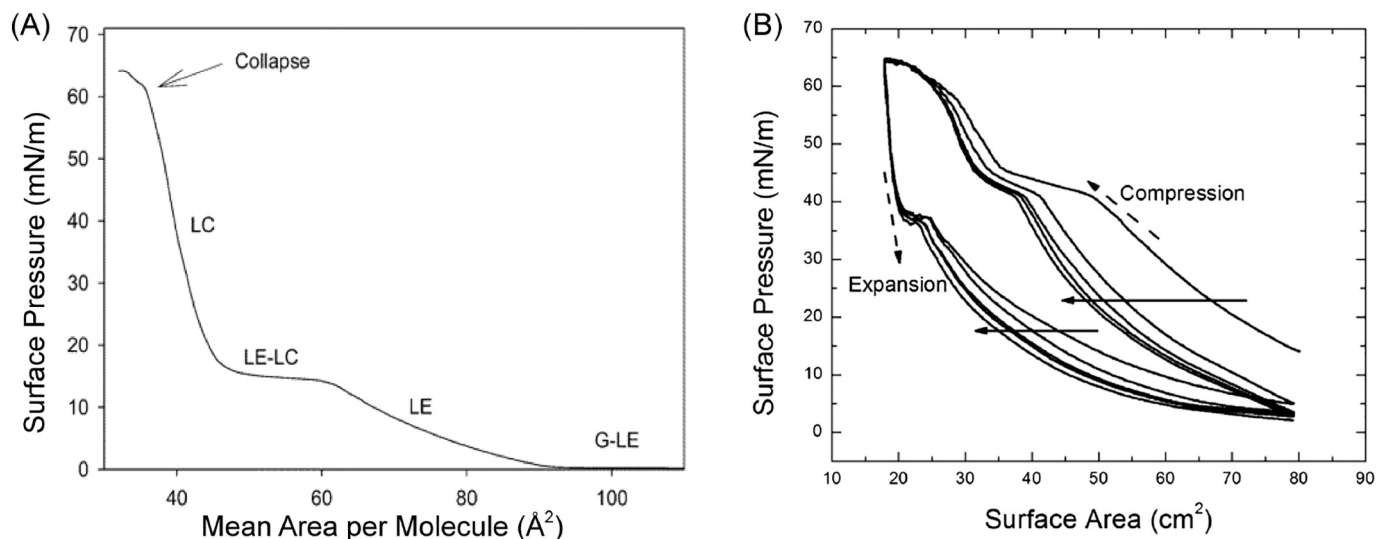 (A)
70
60
50
40
30
20
10
0
Surface Pressure (mN/m)
Collapse
LC
LE-LC
LE
G-LE
40
60
80
100
Mean Area per Molecule (Å²)
(B)
70
60
50
40
30
20
10
0
Surface Pressure (mN/m)
Compression
Expansion
10
20
30
40
50
60
70
80
90
Surface Area (cm²)